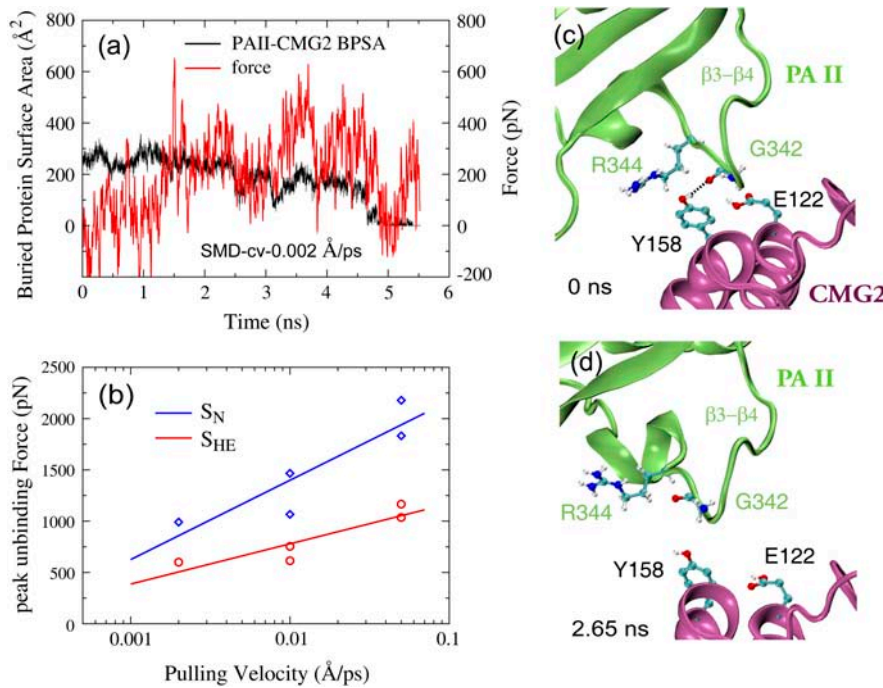 (a)
PAII-CMG2 BPSA
force
Buried Protein Surface Area (Å²)
800
600
400
200
0
800
600
400
200
0
-200
Force (pN)
SMD-cv-0.002 Å/ps
0 1 2 3 4 5 6
Time (ns)
(c)
β3–β4
PA II
R344
G342
E122
Y158
0 ns
CMG2
(b)
S_N
S_HE
peak unbinding Force (pN)
2500
2000
1500
1000
500
0
0.001 0.01 0.1
Pulling Velocity (Å/ps)
(d)
PA II
β3–β4
R344
G342
Y158
E122
2.65 ns